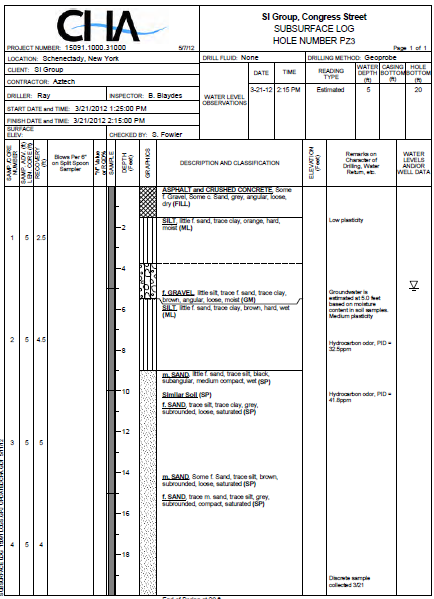 CHA
SI Group, Congress Street
SUBSURFACE LOG
HOLE NUMBER PZ3
PROJECT NUMBER: 15091.1000.31000
5/7/12
Page 1 of 1
LOCATION: Schenectady, New York
DRILL FLUID: None
DRILLING METHOD: Geoprobe
CLIENT: SI Group
CONTRACTOR: Aztech
DRILLER: Ray
INSPECTOR: B. Blaydes
START DATE and TIME: 3/21/2012 1:25:00 PM
FINISH DATE and TIME: 3/21/2012 2:15:00 PM
SURFACE
ELEV:
CHECKED BY: S. Fowler
WATER LEVEL
OBSERVATIONS
DATE
TIME
READING
TYPE
WATER
DEPTH
(ft)
CASING
BOTTOM
(ft)
HOLE
BOTTOM
(ft)
3-21-12
2:15 PM
Estimated
5
20
SAMP./CORE
NUMBER
SAMP. ADV. (ft)
LEN. CORE (ft)
RECOVERY
(ft)
Blows Per 6"
on Split Spoon
Sampler
"N" Value
or RQD%
SAMPLE
DEPTH
(Feet)
GRAPHICS
DESCRIPTION AND CLASSIFICATION
ELEVATION
(Feet)
Remarks on
Character of
Drilling, Water
Return, etc.
WATER
LEVELS
AND/OR
WELL DATA
ASPHALT and CRUSHED CONCRETE, Some
f. Gravel, Some c. Sand, grey, angular, loose,
dry (FILL)
SILT, little f. sand, trace clay, orange, hard,
moist (ML)
Low plasticity
2
1 5 2.5
4
f. GRAVEL, little silt, trace f. sand, trace clay,
brown, angular, loose, moist (GM)
SILT, little f. sand, trace clay, brown, hard, wet
(ML)
Groundwater is
estimated at 5.0 feet
based on moisture
content in soil samples.
Medium plasticity
6
2 5 4.5
Hydrocarbon odor, PID =
32.5ppm
8
m. SAND, little f. sand, trace silt, black,
subangular, medium compact, wet (SP)
10
Similar Soil (SP)
f. SAND, trace silt, trace clay, grey,
subrounded, loose, saturated (SP)
Hydrocarbon odor, PID =
41.8ppm
12
3 5 5
14
m. SAND, Some f. Sand, trace silt, brown,
subrounded, loose, saturated (SP)
f. SAND, trace m. sand, trace silt, grey,
subrounded, compact, saturated (SP)
16
4 5 4
18
Discrete sample
collected 3/21